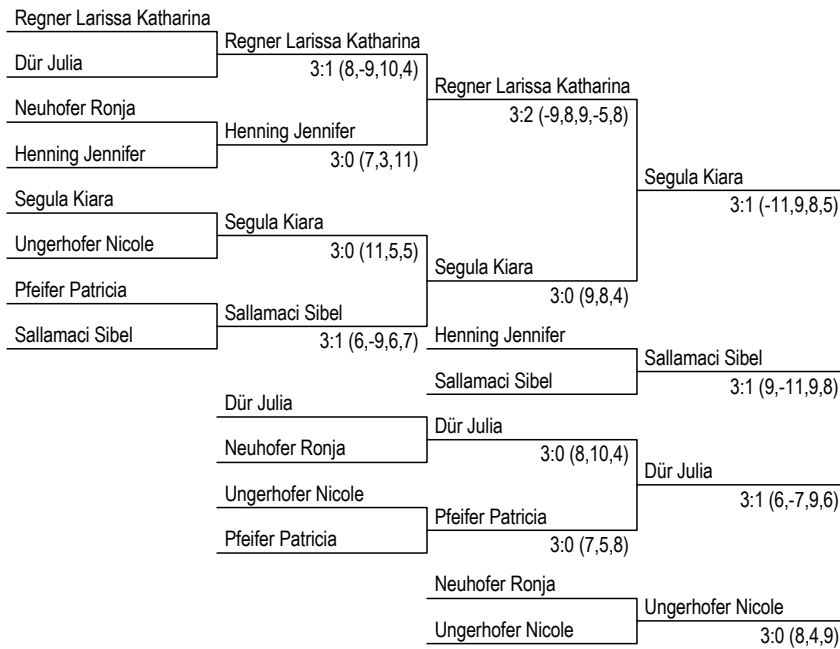 Regner Larissa Katharina
Regner Larissa Katharina
Dür Julia
3:1 (8,-9,10,4)
Regner Larissa Katharina
Neuhofer Ronja
3:2 (-9,8,9,-5,8)
Henning Jennifer
Henning Jennifer
3:0 (7,3,11)
Segula Kiara
Segula Kiara
3:1 (-11,9,8,5)
Segula Kiara
Ungerhofer Nicole
3:0 (11,5,5)
Segula Kiara
Pfeifer Patricia
3:0 (9,8,4)
Sallamaci Sibel
Sallamaci Sibel
3:1 (6,-9,6,7)
Henning Jennifer
Sallamaci Sibel
Sallamaci Sibel
3:1 (9,-11,9,8)
Dür Julia
Dür Julia
Neuhofer Ronja
3:0 (8,10,4)
Dür Julia
Ungerhofer Nicole
3:1 (6,-7,9,6)
Pfeifer Patricia
Pfeifer Patricia
3:0 (7,5,8)
Neuhofer Ronja
Ungerhofer Nicole
Ungerhofer Nicole
3:0 (8,4,9)